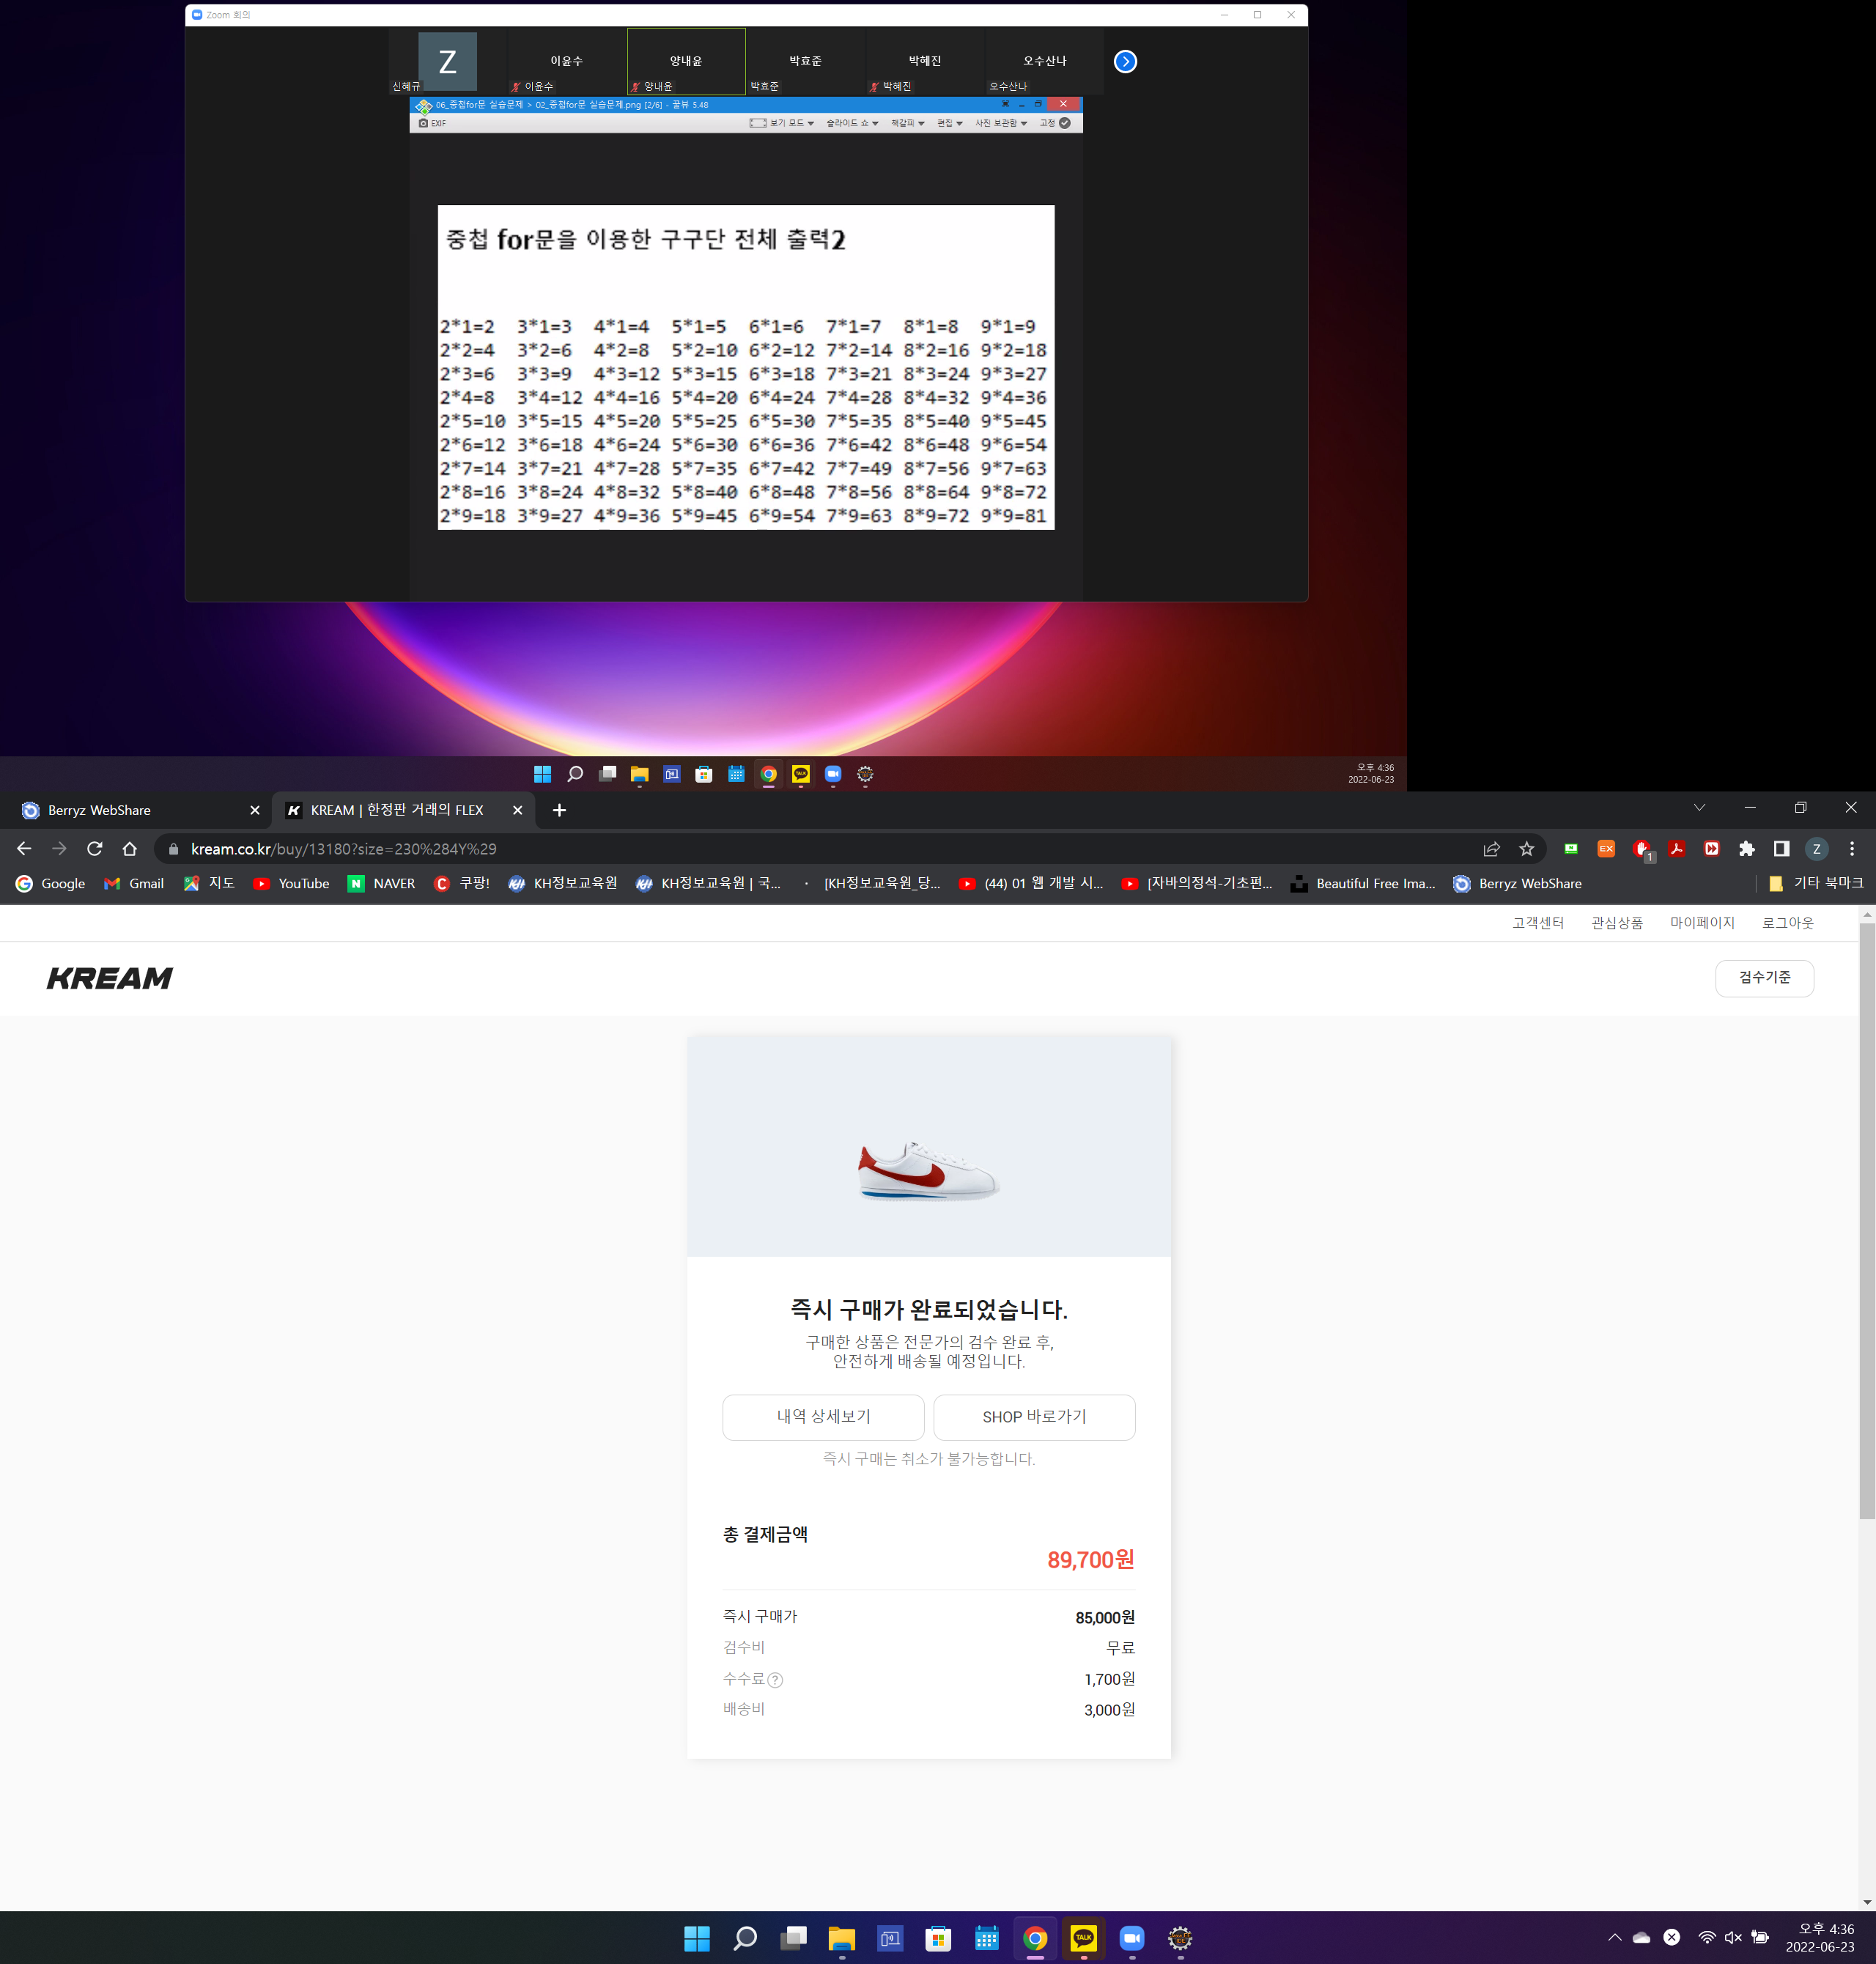 Zoom 회의
Z
신혜규
이윤수
이윤수
양내윤
양내윤
박효준
박효준
박혜진
박혜진
오수산나
오수산나
06_중첩for문 실습문제 > 02_중첩for문 실습문제.png [2/6] - 꿀뷰 5.48
EXIF 보기 모드 슬라이드 쇼 책갈피 편집 사진 보관함 고정
중첩 for문을 이용한 구구단 전체 출력2
2*1=2 3*1=3 4*1=4 5*1=5 6*1=6 7*1=7 8*1=8 9*1=9
2*2=4 3*2=6 4*2=8 5*2=10 6*2=12 7*2=14 8*2=16 9*2=18
2*3=6 3*3=9 4*3=12 5*3=15 6*3=18 7*3=21 8*3=24 9*3=27
2*4=8 3*4=12 4*4=16 5*4=20 6*4=24 7*4=28 8*4=32 9*4=36
2*5=10 3*5=15 4*5=20 5*5=25 6*5=30 7*5=35 8*5=40 9*5=45
2*6=12 3*6=18 4*6=24 5*6=30 6*6=36 7*6=42 8*6=48 9*6=54
2*7=14 3*7=21 4*7=28 5*7=35 6*7=42 7*7=49 8*7=56 9*7=63
2*8=16 3*8=24 4*8=32 5*8=40 6*8=48 7*8=56 8*8=64 9*8=72
2*9=18 3*9=27 4*9=36 5*9=45 6*9=54 7*9=63 8*9=72 9*9=81
TALK
오후 4:36
2022-06-23
Berryz WebShare KREAM | 한정판 거래의 FLEX
kream.co.kr/buy/13180?size=230%284Y%29 EX 1 Z
Google Gmail 지도 YouTube N NAVER C 쿠팡! KH정보교육원 KH정보교육원 | 국... [KH정보교육원_당... (44) 01 웹 개발 시... [자바의정석-기초편... Beautiful Free Ima... Berryz WebShare 기타 북마크
고객센터 관심상품 마이페이지 로그아웃
KREAM 검수기준
즉시 구매가 완료되었습니다.
구매한 상품은 전문가의 검수 완료 후,
안전하게 배송될 예정입니다.
내역 상세보기 SHOP 바로가기
즉시 구매는 취소가 불가능합니다.
총 결제금액
89,700원
즉시 구매가 85,000원
검수비 무료
수수료 ? 1,700원
배송비 3,000원
TALK
오후 4:36
2022-06-23